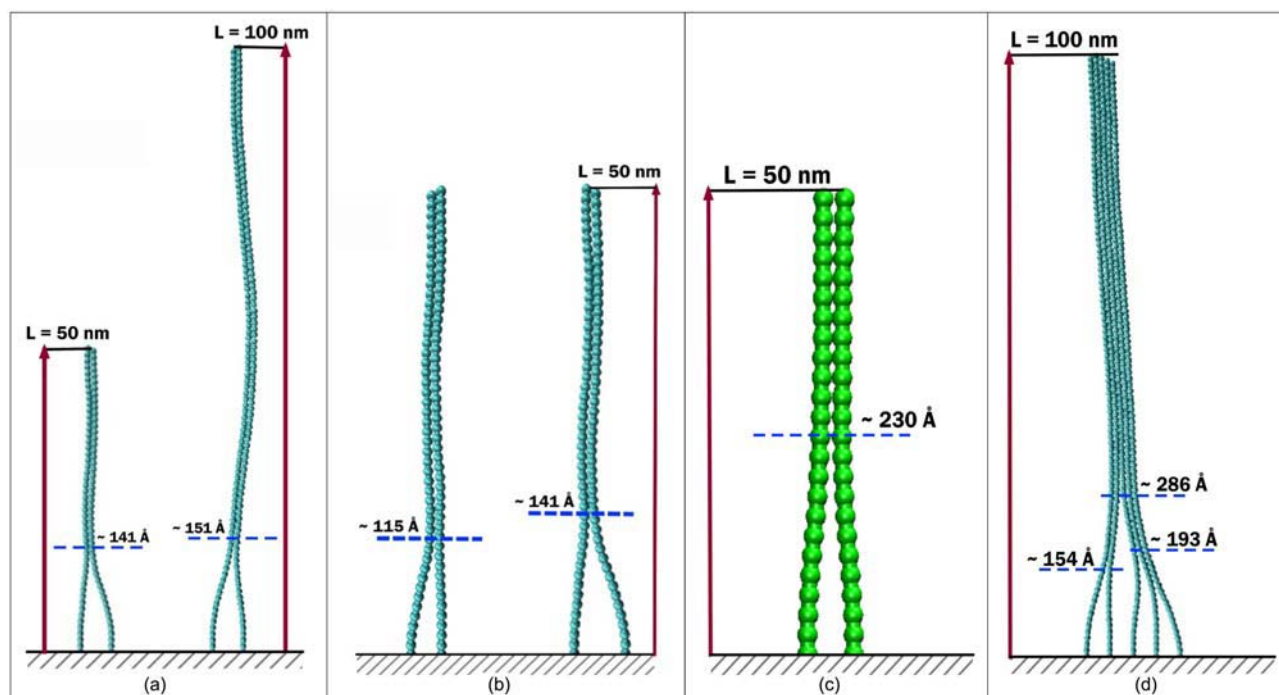 L = 100 nm
L = 50 nm
~ 151 Å
~ 141 Å
(a)
L = 50 nm
~ 141 Å
~ 115 Å
(b)
L = 50 nm
~ 230 Å
(c)
L = 100 nm
~ 286 Å
~ 193 Å
~ 154 Å
(d)